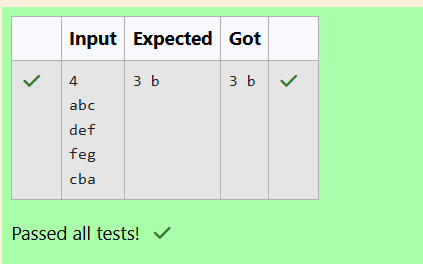 Input Expected Got
4 3 b 3 b
abc
def
feg
cba
Passed all tests!